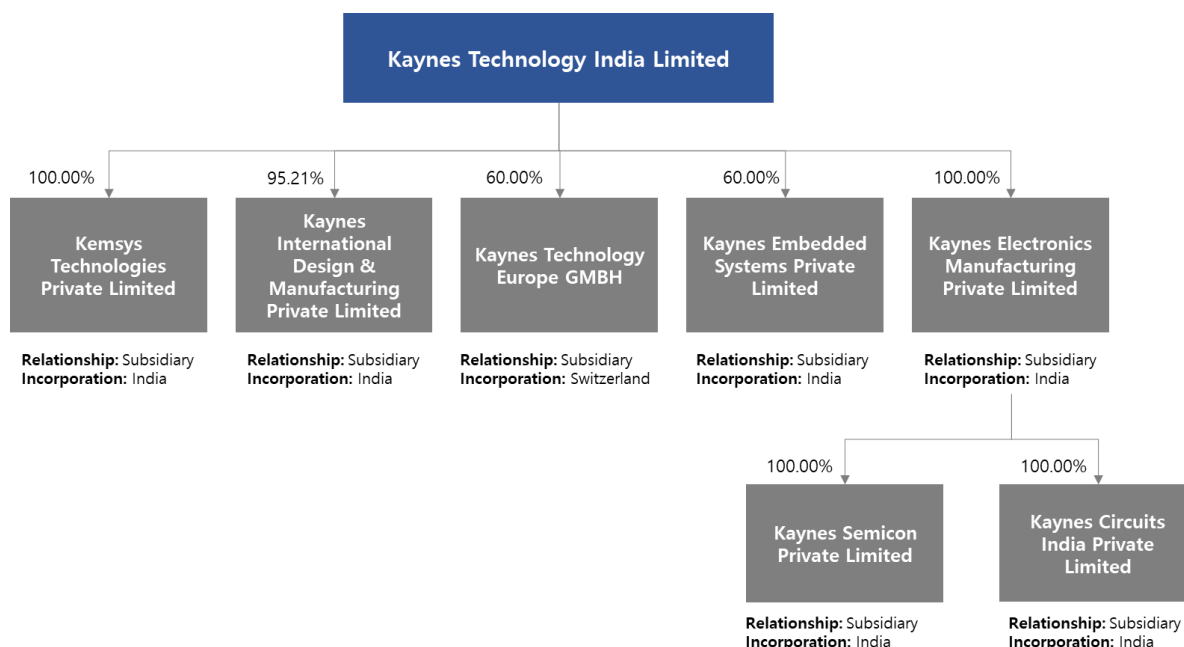 Kaynes Technology India Limited
100.00%
95.21%
60.00%
60.00%
100.00%
Kemsys
Technologies
Private Limited
Kaynes
International
Design &
Manufacturing
Private Limited
Kaynes Technology
Europe GMBH
Kaynes Embedded
Systems Private
Limited
Kaynes Electronics
Manufacturing
Private Limited
Relationship: Subsidiary
Incorporation: India
Relationship: Subsidiary
Incorporation: India
Relationship: Subsidiary
Incorporation: Switzerland
Relationship: Subsidiary
Incorporation: India
Relationship: Subsidiary
Incorporation: India
100.00%
100.00%
Kaynes Semicon
Private Limited
Kaynes Circuits
India Private
Limited
Relationship: Subsidiary
Incorporation: India
Relationship: Subsidiary
Incorporation: India